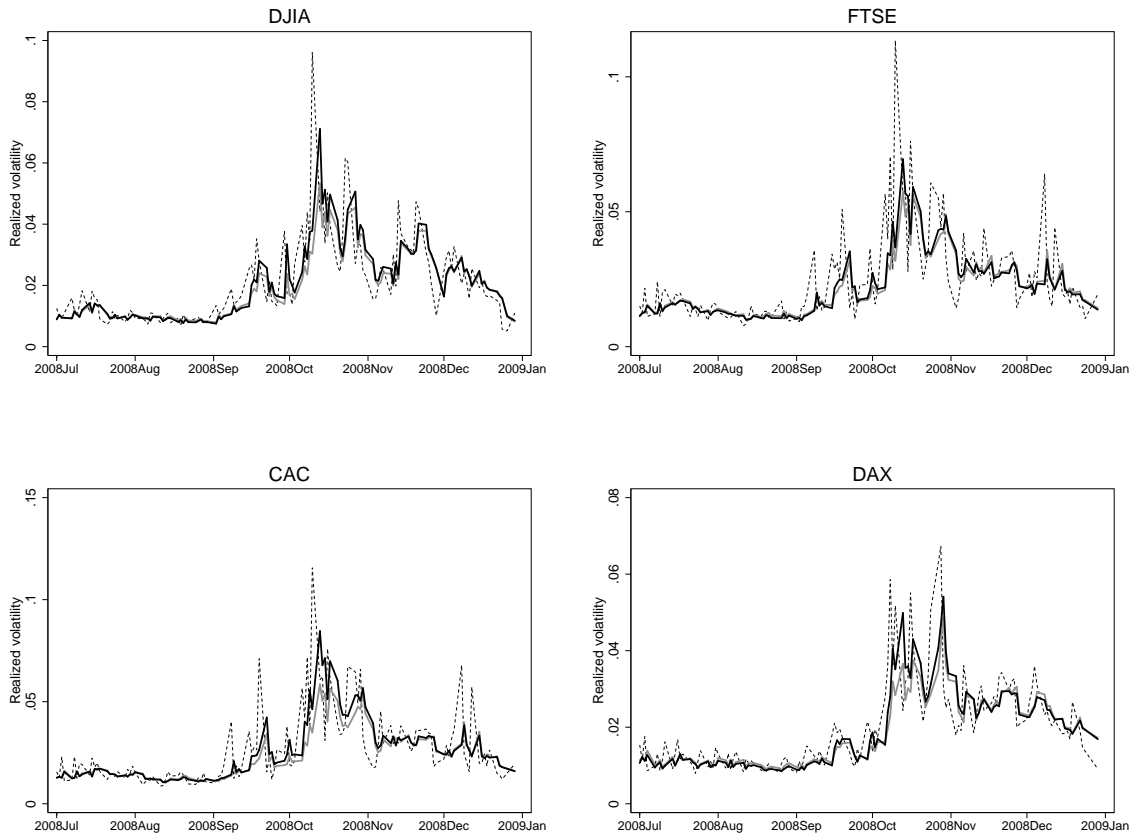 DJIA
Realized volatility
.1
.08
.06
.04
.02
0
2008Jul 2008Aug 2008Sep 2008Oct 2008Nov 2008Dec 2009Jan
FTSE
Realized volatility
.1
.05
0
2008Jul 2008Aug 2008Sep 2008Oct 2008Nov 2008Dec 2009Jan
CAC
Realized volatility
.15
.1
.05
0
2008Jul 2008Aug 2008Sep 2008Oct 2008Nov 2008Dec 2009Jan
DAX
Realized volatility
.08
.06
.04
.02
0
2008Jul 2008Aug 2008Sep 2008Oct 2008Nov 2008Dec 2009Jan